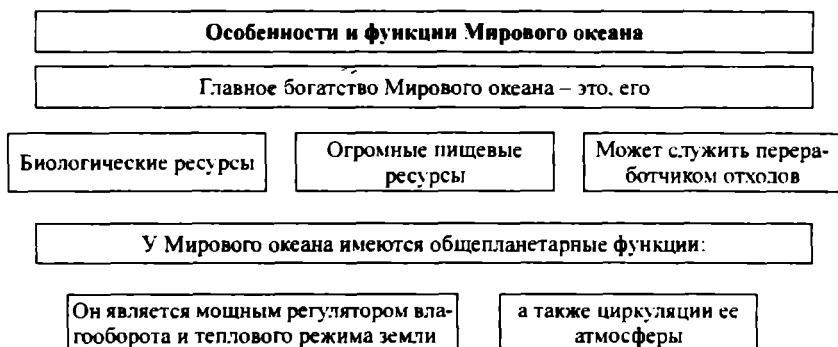 Особенности и функции Мирового океана
Главное богатство Мирового океана – это, его
Биологические ресурсы
Огромные пищевые
ресурсы
Может служить перера-
ботчиком отходов
У Мирового океана имеются общепланетарные функции:
Он является мощным регулятором вла-
гооборота и теплового режима земли
а также циркуляции ее
атмосферы